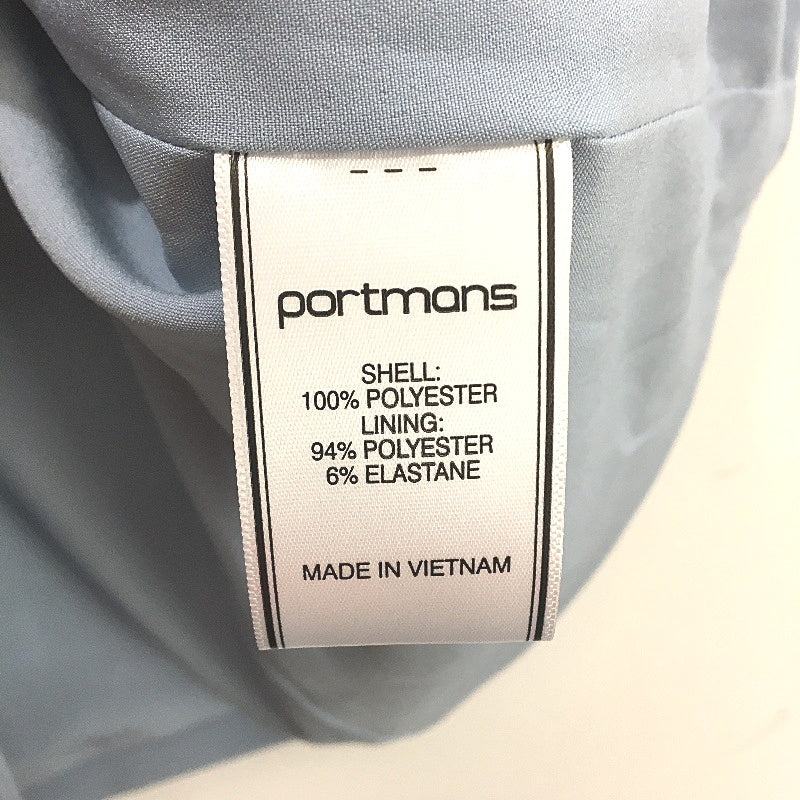 portmans
SHELL:
100% POLYESTER
LINING:
94% POLYESTER
6% ELASTANE
MADE IN VIETNAM